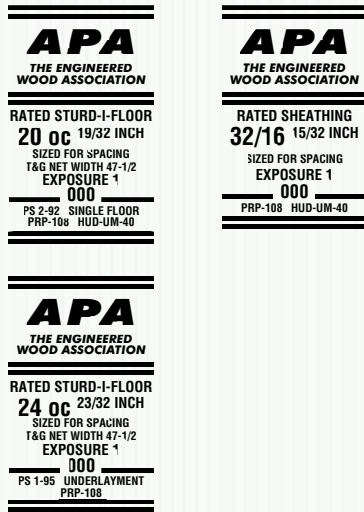 APA
THE ENGINEERED
WOOD ASSOCIATION
RATED STURD-I-FLOOR
20 oc 19/32 INCH
SIZED FOR SPACING
T&G NET WIDTH 47-1/2
EXPOSURE 1
000
PS 2-92 SINGLE FLOOR
PRP-108 HUD-UM-40
APA
THE ENGINEERED
WOOD ASSOCIATION
RATED SHEATHING
32/16 15/32 INCH
SIZED FOR SPACING
EXPOSURE 1
000
PRP-108 HUD-UM-40
APA
THE ENGINEERED
WOOD ASSOCIATION
RATED STURD-I-FLOOR
24 oc 23/32 INCH
SIZED FOR SPACING
T&G NET WIDTH 47-1/2
EXPOSURE 1
000
PS 1-95 UNDERLAYMENT
PRP-108